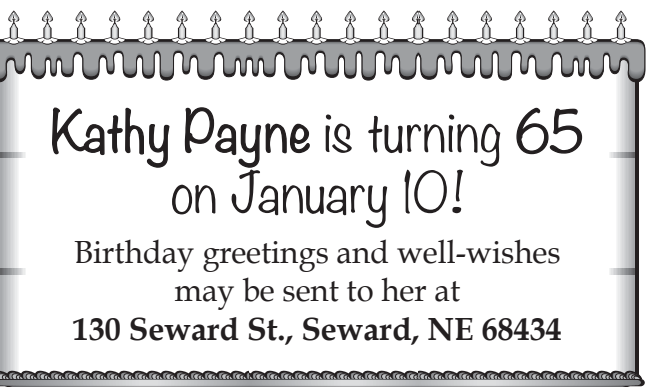 Kathy Payne is turning 65
on January 10!
Birthday greetings and well-wishes
may be sent to her at
130 Seward St., Seward, NE 68434